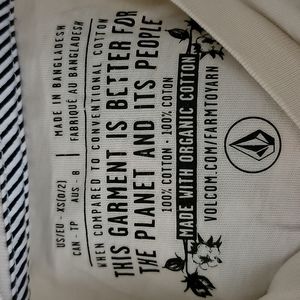 MADE IN BANGLADESH
FABRIQUÉ AU BANGLADESH
US/EU - XS(0/2)
CAN - TP AUS - 8
WHEN COMPARED TO CONVENTIONAL COTTON
THIS GARMENT IS BETTER FOR
THE PLANET AND ITS PEOPLE
100% COTTON • 100% COTON
MADE WITH ORGANIC COTTON
VOLCOM.COM/FARMTOYARN